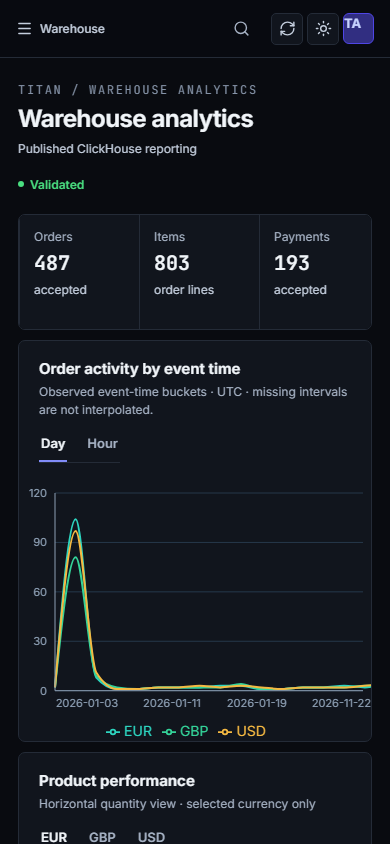 Warehouse
TA
TITAN / WAREHOUSE ANALYTICS
Warehouse analytics
Published ClickHouse reporting
Validated
Orders
487
accepted
Items
803
order lines
Payments
193
accepted
Order activity by event time
Observed event-time buckets · UTC · missing intervals
are not interpolated.
Day Hour
120
90
60
30
0
2026-01-03 2026-01-11 2026-01-19 2026-11-22
EUR GBP USD
Product performance
Horizontal quantity view · selected currency only
EUR GBP USD